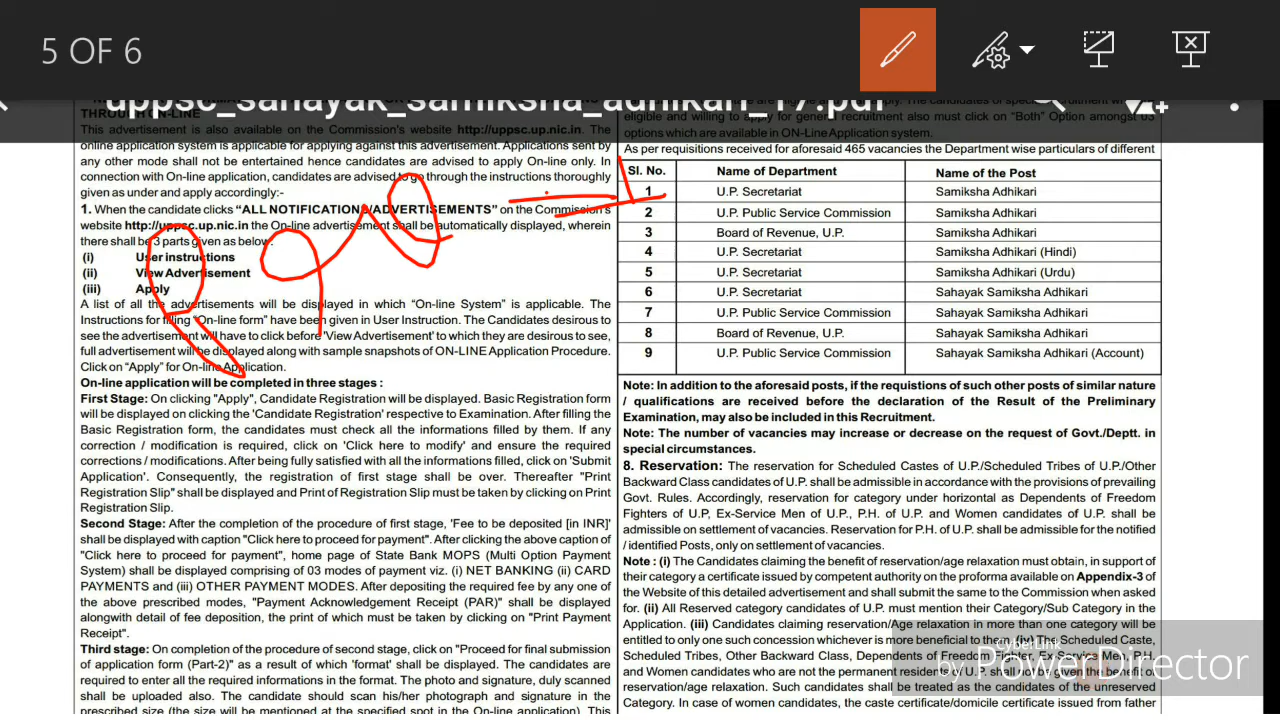 5 OF 6
uppsc_sahayak_samiksha_adhikari_17.pdf
THROUGH ON-LINE
This advertisement is also available on the Commission's website http://uppsc.up.nic.in. The
online application system is applicable for applying against this advertisement. Applications sent by
any other mode shall not be entertained hence candidates are advised to apply On-line only. In
connection with On-line application, candidates are advised to go through the instructions thoroughly
given as under and apply accordingly:-
1. When the candidate clicks “ALL NOTIFICATIONS/ADVERTISEMENTS” on the Commission's
website http://uppsc.up.nic.in the On-line advertisement shall be automatically displayed, wherein
there shall be 3 parts given as below:
(i) User instructions
(ii) View Advertisement
(iii) Apply
A list of all the advertisements will be displayed in which “On-line System” is applicable. The
Instructions for filling “On-line form” have been given in User Instruction. The Candidates desirous to
see the advertisement will have to click before 'View Advertisement' to which they are desirous to see,
full advertisement will be displayed along with sample snapshots of ON-LINE Application Procedure.
Click on “Apply” for On-line Application.
On-line application will be completed in three stages :
First Stage: On clicking "Apply", Candidate Registration will be displayed. Basic Registration form
will be displayed on clicking the 'Candidate Registration' respective to Examination. After filling the
Basic Registration form, the candidates must check all the informations filled by them. If any
correction / modification is required, click on 'Click here to modify' and ensure the required
corrections / modifications. After being fully satisfied with all the informations filled, click on 'Submit
Application'. Consequently, the registration of first stage shall be over. Thereafter "Print
Registration Slip" shall be displayed and Print of Registration Slip must be taken by clicking on Print
Registration Slip.
Second Stage: After the completion of the procedure of first stage, 'Fee to be deposited [in INR]'
shall be displayed with caption "Click here to proceed for payment". After clicking the above caption of
"Click here to proceed for payment", home page of State Bank MOPS (Multi Option Payment
System) shall be displayed comprising of 03 modes of payment viz. (i) NET BANKING (ii) CARD
PAYMENTS and (iii) OTHER PAYMENT MODES. After depositing the required fee by any one of
the above prescribed modes, "Payment Acknowledgement Receipt (PAR)" shall be displayed
alongwith detail of fee deposition, the print of which must be taken by clicking on "Print Payment
Receipt".
Third stage: On completion of the procedure of second stage, click on "Proceed for final submission
of application form (Part-2)" as a result of which 'format' shall be displayed. The candidates are
required to enter all the required informations in the format. The photo and signature, duly scanned
shall be uploaded also. The candidate should scan his/her photograph and signature in the
prescribed size (the size will be mentioned at the specified spot in the Online Application). This
eligible and willing to apply for general recruitment also must click on "Both" Option amongst 03
options which are available in ON-Line Application system.
As per requisitions received for aforesaid 465 vacancies the Department wise particulars of different
Sl. No. Name of Department Name of the Post
1 U.P. Secretariat Samiksha Adhikari
2 U.P. Public Service Commission Samiksha Adhikari
3 Board of Revenue, U.P. Samiksha Adhikari
4 U.P. Secretariat Samiksha Adhikari (Hindi)
5 U.P. Secretariat Samiksha Adhikari (Urdu)
6 U.P. Secretariat Sahayak Samiksha Adhikari
7 U.P. Public Service Commission Sahayak Samiksha Adhikari
8 Board of Revenue, U.P. Sahayak Samiksha Adhikari
9 U.P. Public Service Commission Sahayak Samiksha Adhikari (Account)
Note: In addition to the aforesaid posts, if the requistions of such other posts of similar nature
/ qualifications are received before the declaration of the Result of the Preliminary
Examination, may also be included in this Recruitment.
Note: The number of vacancies may increase or decrease on the request of Govt./Deptt. in
special circumstances.
8. Reservation: The reservation for Scheduled Castes of U.P./Scheduled Tribes of U.P./Other
Backward Class candidates of U.P. shall be admissible in accordance with the provisions of prevailing
Govt. Rules. Accordingly, reservation for category under horizontal as Dependents of Freedom
Fighters of U.P, Ex-Service Men of U.P., P.H. of U.P. and Women candidates of U.P. shall be
admissible on settlement of vacancies. Reservation for P.H. of U.P. shall be admissible for the notified
/ identified Posts, only on settlement of vacancies.
Note : (i) The Candidates claiming the benefit of reservation/age relaxation must obtain, in support of
their category a certificate issued by competent authority on the proforma available on Appendix-3 of
the Website of this detailed advertisement and shall submit the same to the Commission when asked
for. (ii) All Reserved category candidates of U.P. must mention their Category/Sub Category in the
Application. (iii) Candidates claiming reservation/Age relaxation in more than one category will be
entitled to only one such concession whichever is more beneficial to them. (iv) The Scheduled Caste,
Scheduled Tribes, Other Backward Class, Dependents of Freedom Fighter, Ex Service Men, P.H.
and Women candidates who are not the permanent resident of U.P. shall not be given the benefit of
reservation/age relaxation. Such candidates shall be treated as the candidates of the unreserved
Category. In case of women candidates, the caste certificate/domicile certificate issued from father
CyberLink
by PowerDirector